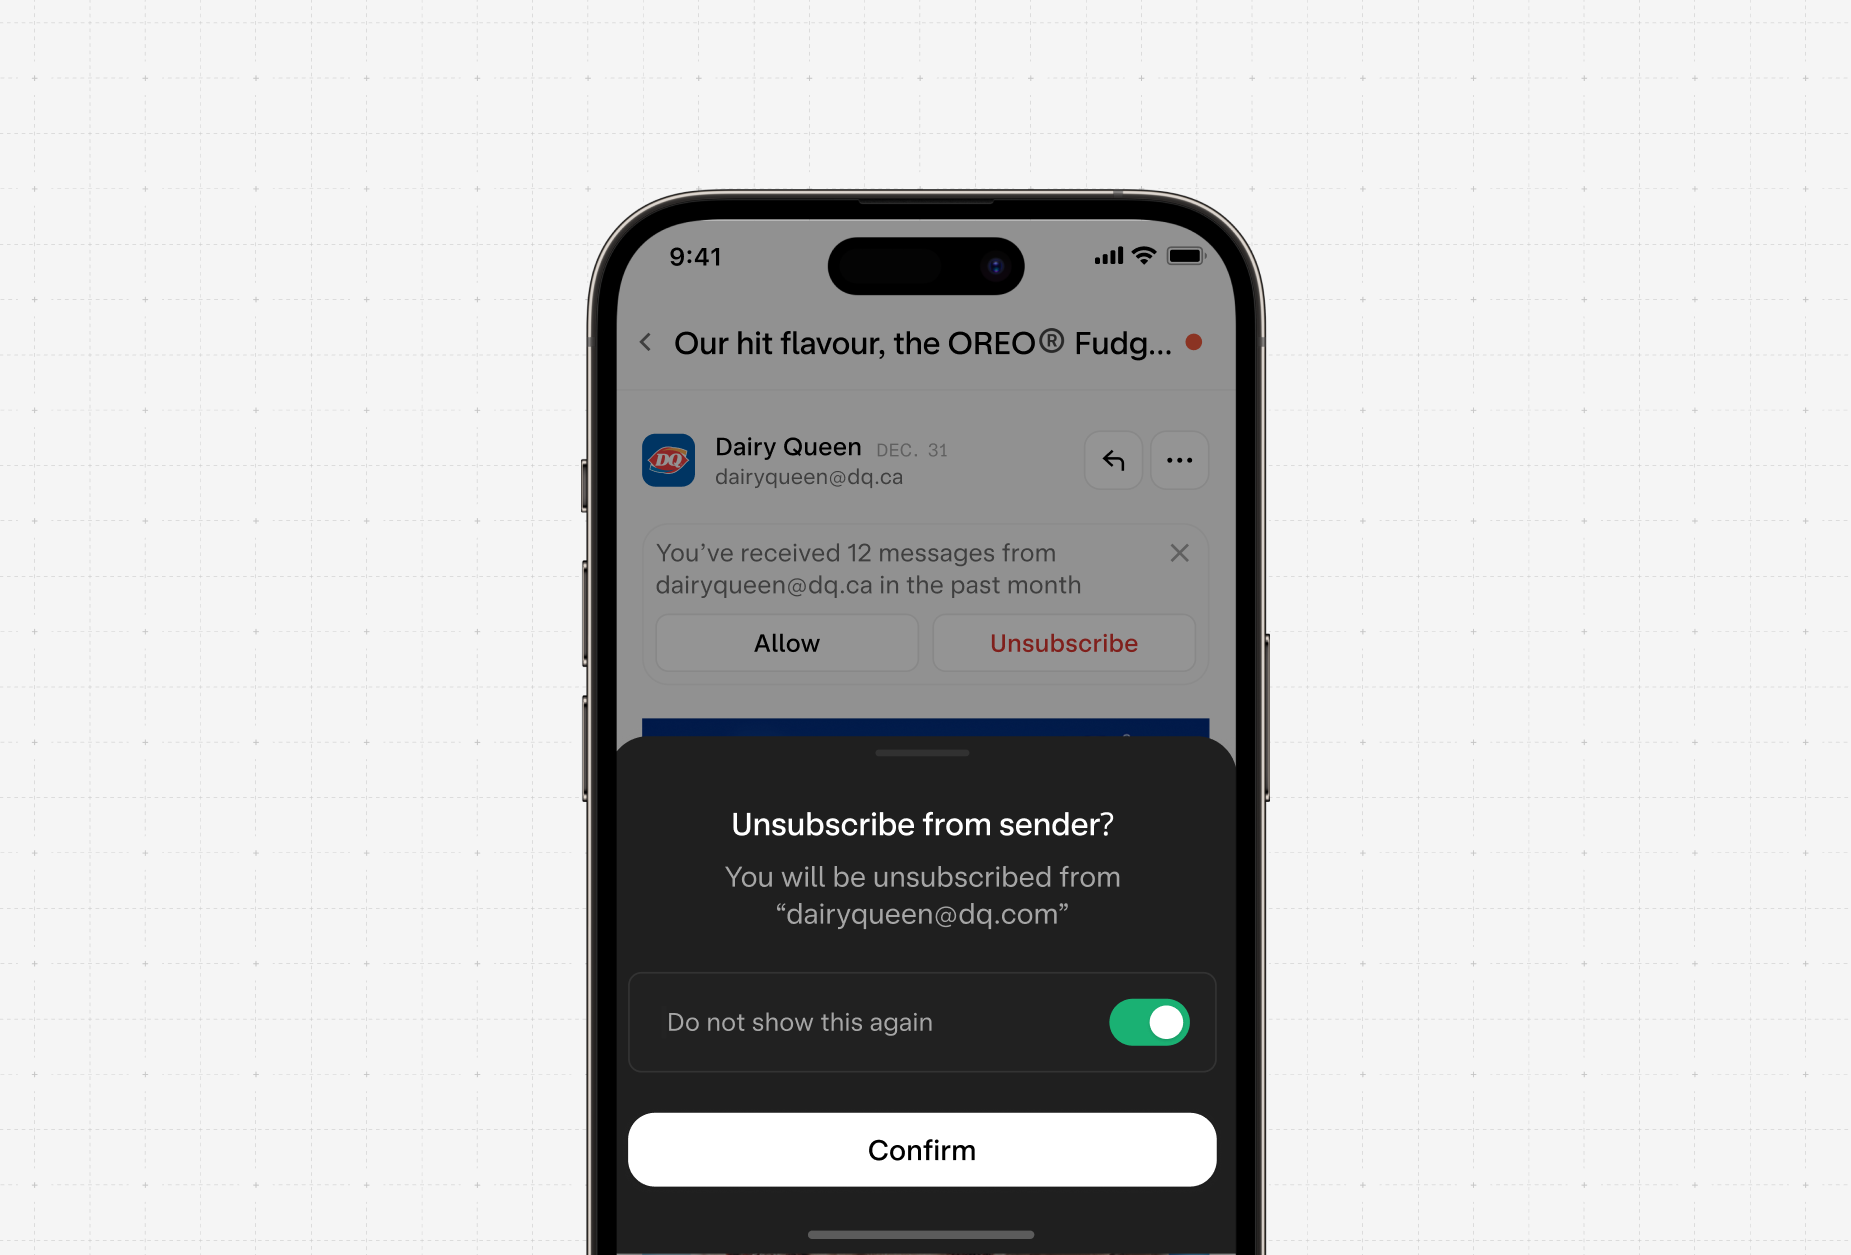 9:41
Our hit flavour, the OREO® Fudg...
DQ
Dairy Queen DEC. 31
dairyqueen@dq.ca
You’ve received 12 messages from
dairyqueen@dq.ca in the past month
Allow Unsubscribe
Unsubscribe from sender?
You will be unsubscribed from
“dairyqueen@dq.com”
Do not show this again
Confirm